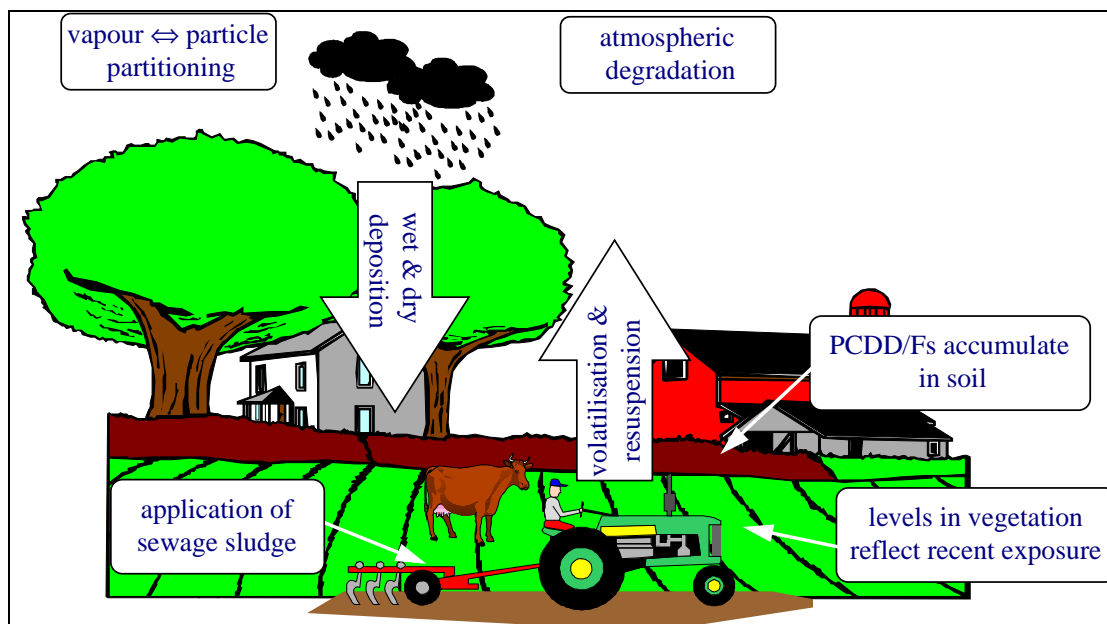 vapour ⇔ particle
partitioning
atmospheric
degradation
wet & dry
deposition
volatilisation &
resuspension
PCDD/Fs accumulate
in soil
application of
sewage sludge
levels in vegetation
reflect recent exposure